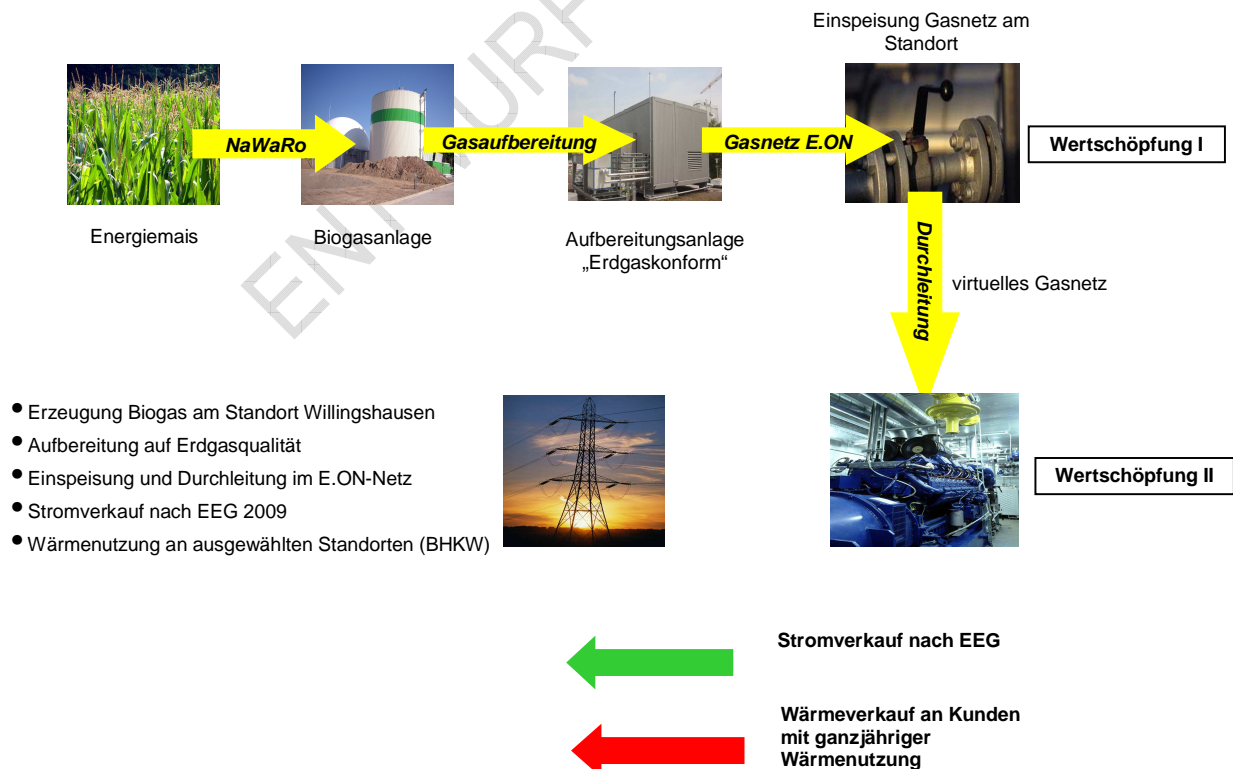 Einspeisung Gasnetz am
Standort
ENTWURF
NaWaRo
Gasaufbereitung
Gasnetz E.ON
Wertschöpfung I
Energiemais
Biogasanlage
Aufbereitungsanlage
„Erdgaskonform“
Durchleitung
virtuelles Gasnetz
• Erzeugung Biogas am Standort Willingshausen
• Aufbereitung auf Erdgasqualität
• Einspeisung und Durchleitung im E.ON-Netz
• Stromverkauf nach EEG 2009
• Wärmenutzung an ausgewählten Standorten (BHKW)
Wertschöpfung II
Stromverkauf nach EEG
Wärmeverkauf an Kunden
mit ganzjähriger
Wärmenutzung